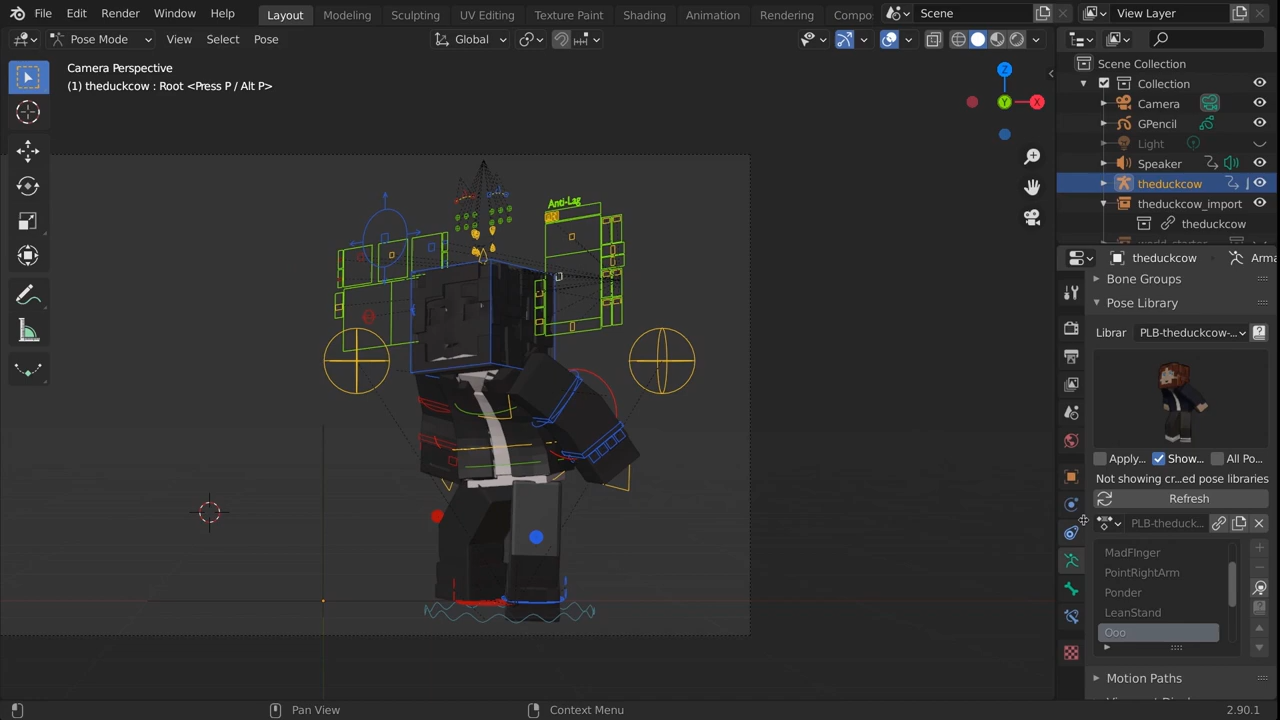 File Edit Render Window Help Layout Modeling Sculpting UV Editing Texture Paint Shading Animation Rendering Compo Scene View Layer
Pose Mode View Select Pose Global
Camera Perspective
(1) theduckcow : Root <Press P / Alt P>
Z
Y
X
Anti-Lag
Scene Collection
Collection
Camera
GPencil
Light
Speaker
theduckcow
theduckcow_import
theduckcow
theduckcow Arma
Bone Groups
Pose Library
Librar PLB-theduckcow-
Apply... Show... All Po...
Not showing cr...ed pose libraries
Refresh
PLB-theduck...
MadFInger
PointRightArm
Ponder
LeanStand
Ooo
Motion Paths
Pan View Context Menu 2.90.1